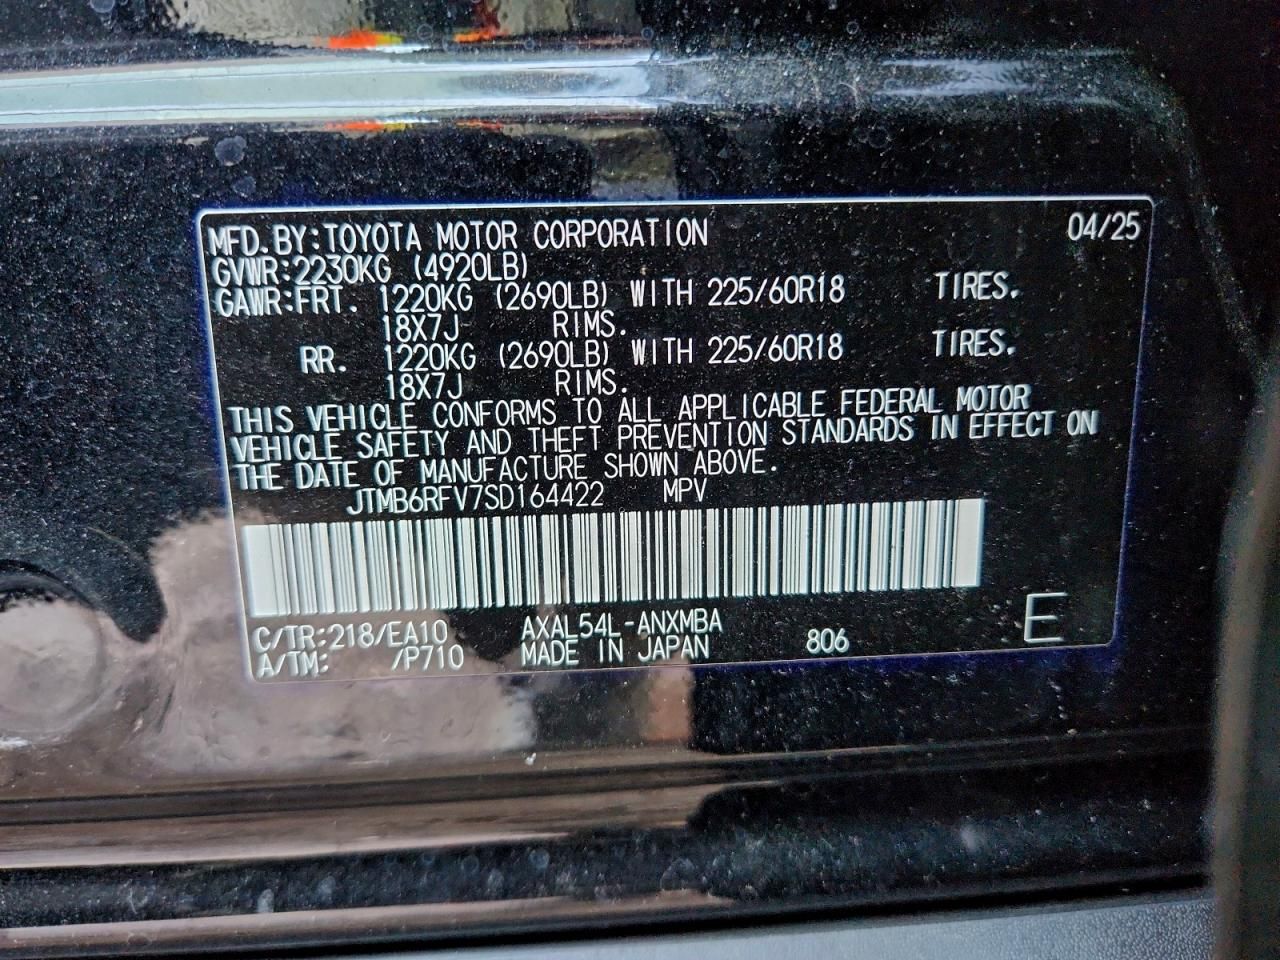 MFD.BY:TOYOTA MOTOR CORPORATION 04/25
GVWR:2230KG (4920LB)
GAWR:FRT. 1220KG (2690LB) WITH 225/60R18 TIRES.
18X7J RIMS.
RR. 1220KG (2690LB) WITH 225/60R18 TIRES.
18X7J RIMS.
THIS VEHICLE CONFORMS TO ALL APPLICABLE FEDERAL MOTOR
VEHICLE SAFETY AND THEFT PREVENTION STANDARDS IN EFFECT ON
THE DATE OF MANUFACTURE SHOWN ABOVE.
JTMB6RFV7SD164422 MPV
C/TR:218/EA10 AXAL54L-ANXMBA
A/TM: /P710 MADE IN JAPAN 806 E